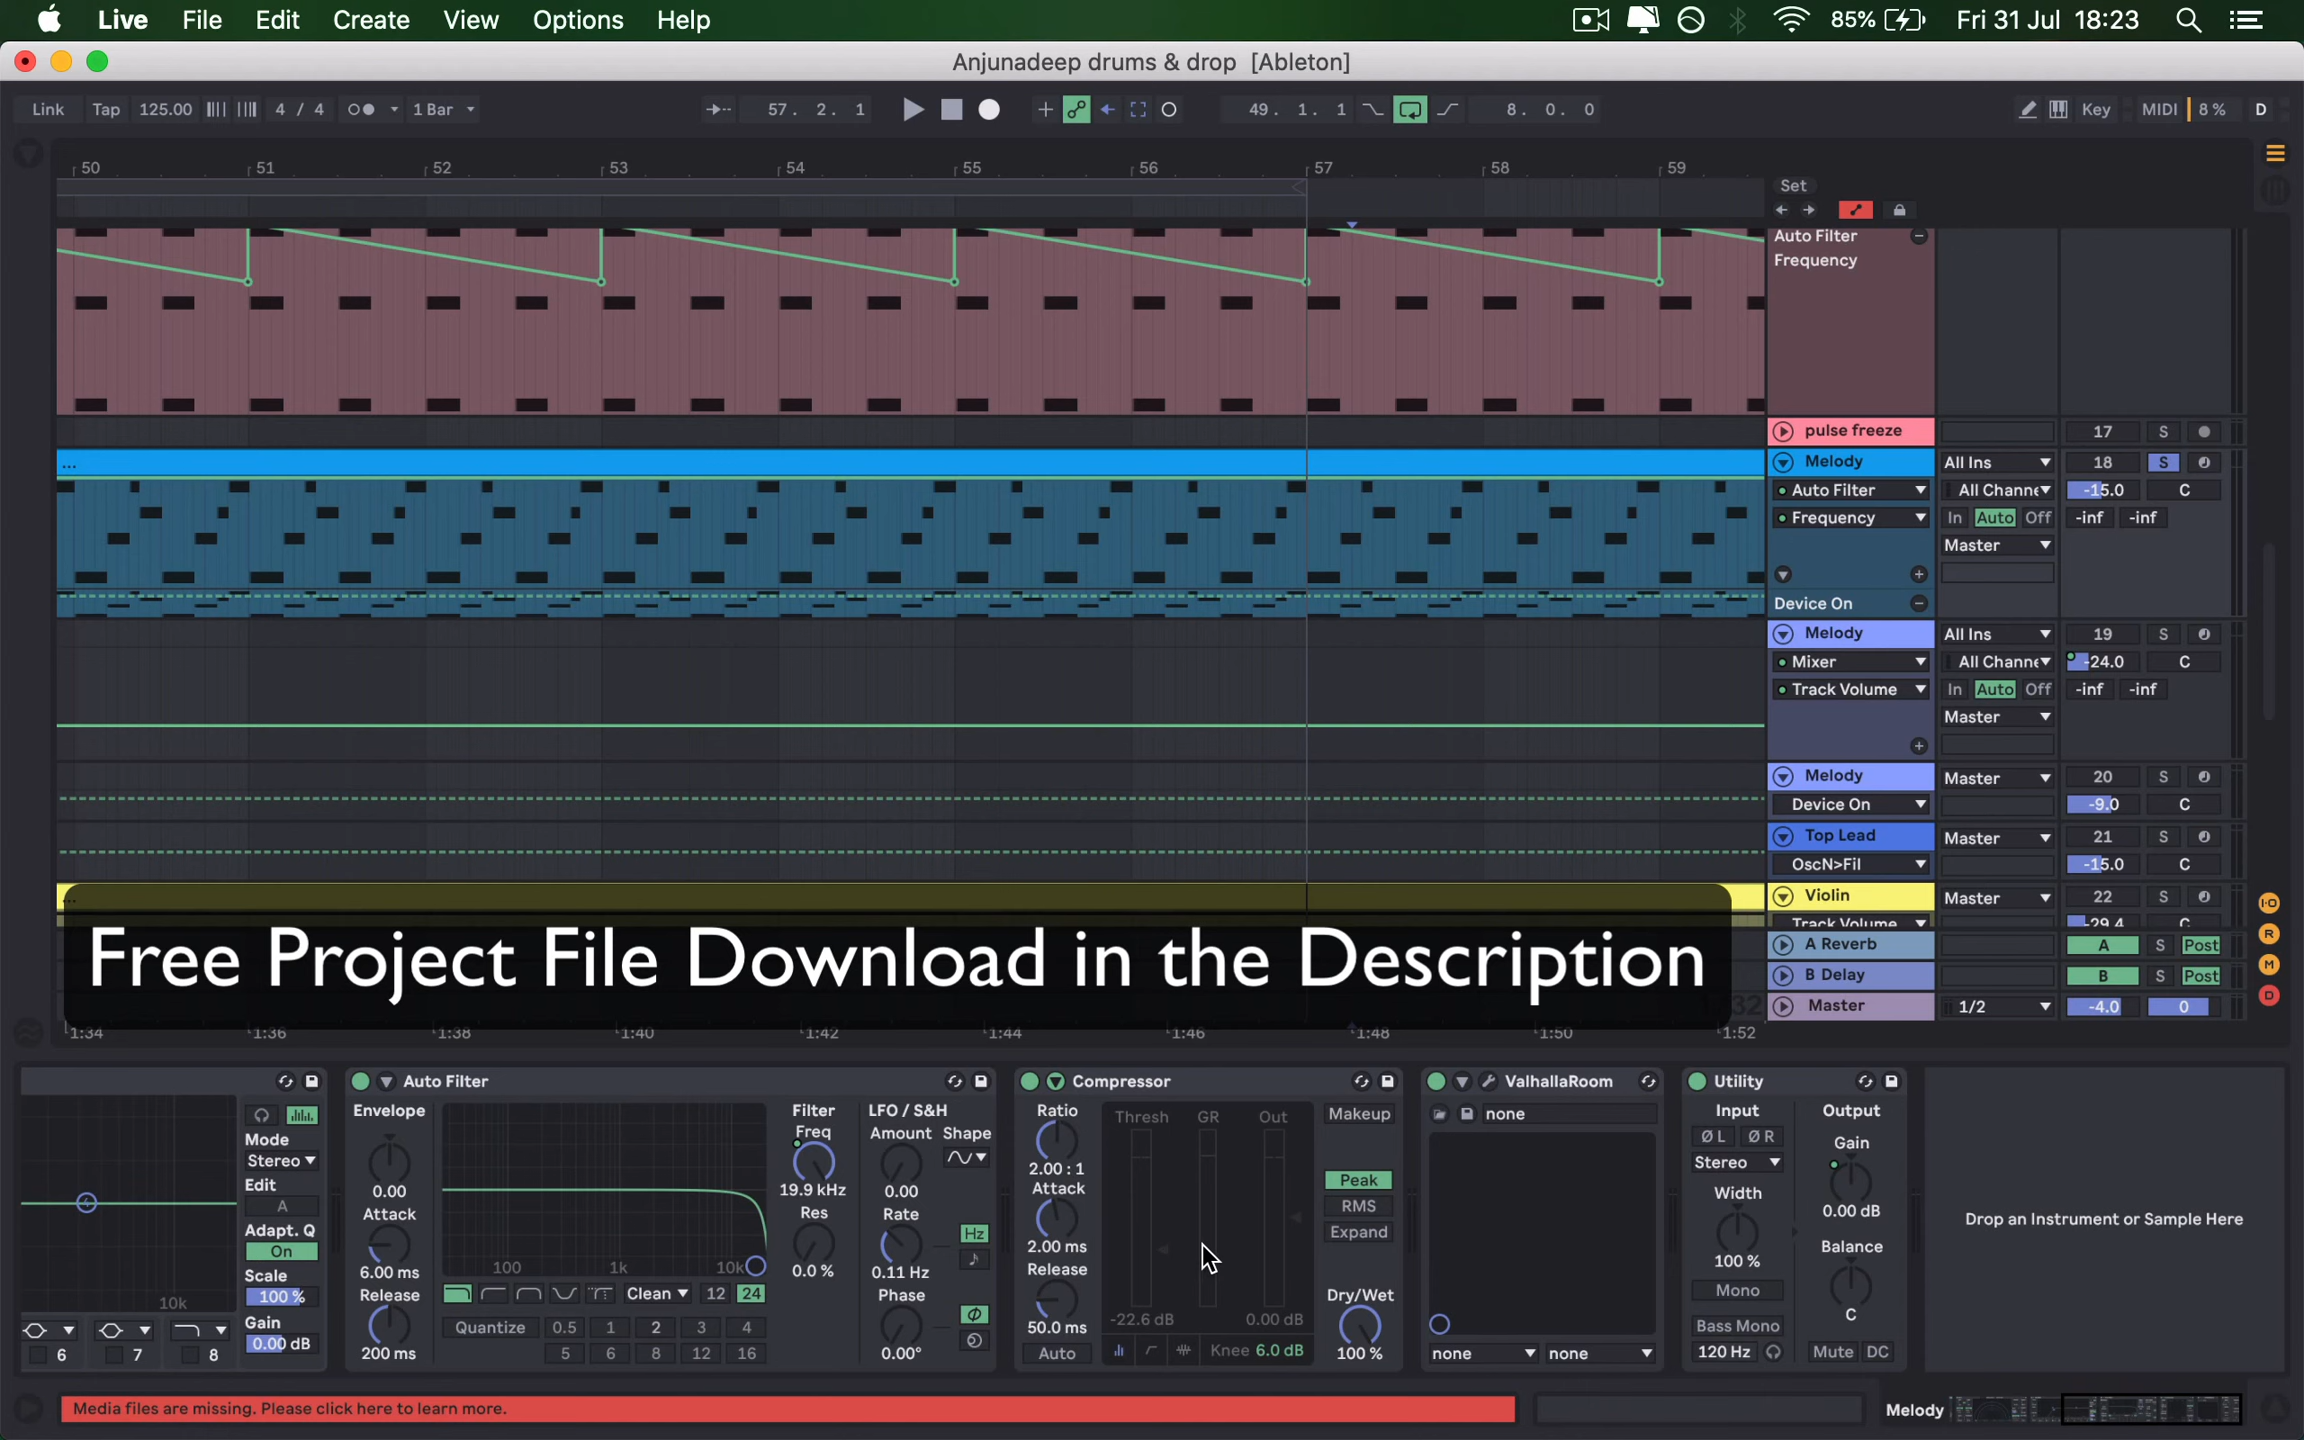 Live File Edit Create View Options Help 85% Fri 31 Jul 18:23
Anjunadeep drums & drop [Ableton]
Link Tap 125.00 4 / 4 1 Bar 57. 2. 1 49. 1. 1 8. 0. 0 Key MIDI 8 % D
50 51 52 53 54 55 56 57 58 59
Set
Auto Filter
Frequency
pulse freeze 17 S
... Melody All Ins 18 S
Auto Filter All Channe -15.0 C
Frequency In Auto Off -inf -inf
Master
Device On
Melody All Ins 19 S
Mixer All Channe -24.0 C
Track Volume In Auto Off -inf -inf
Master
Melody Master 20 S
Device On -9.0 C
Top Lead Master 21 S
OscN>Fil -15.0 C
... Violin Master 22 S
Track Volume -29.4 C
Free Project File Download in the Description
A Reverb A S Post
B Delay B S Post
Master 1/2 -4.0 0
1:34 1:36 1:38 1:40 1:42 1:44 1:46 1:48 1:50 1:52
I·O
R
M
D
Mode
Stereo
Edit
A
Adapt. Q
On
Scale
100 %
Gain
0.00 dB
10k
6 7 8
Auto Filter
Envelope
0.00
Attack
6.00 ms
Release
200 ms
100 1k 10k
Clean 12 24
Quantize 0.5 1 2 3 4
5 6 8 12 16
Filter
Freq
19.9 kHz
Res
0.0 %
LFO / S&H
Amount Shape
0.00
Rate
Hz
0.11 Hz
Phase
0.00°
Compressor
Ratio
2.00 : 1
Attack
2.00 ms
Release
50.0 ms
Auto
Thresh GR Out
-22.6 dB 0.00 dB
Knee 6.0 dB
Makeup
Peak
RMS
Expand
Dry/Wet
100 %
ValhallaRoom
none
none none
Utility
Input
Ø L Ø R
Stereo
Width
100 %
Mono
Bass Mono
120 Hz
Output
Gain
0.00 dB
Balance
C
Mute DC
Drop an Instrument or Sample Here
Media files are missing. Please click here to learn more.
Melody